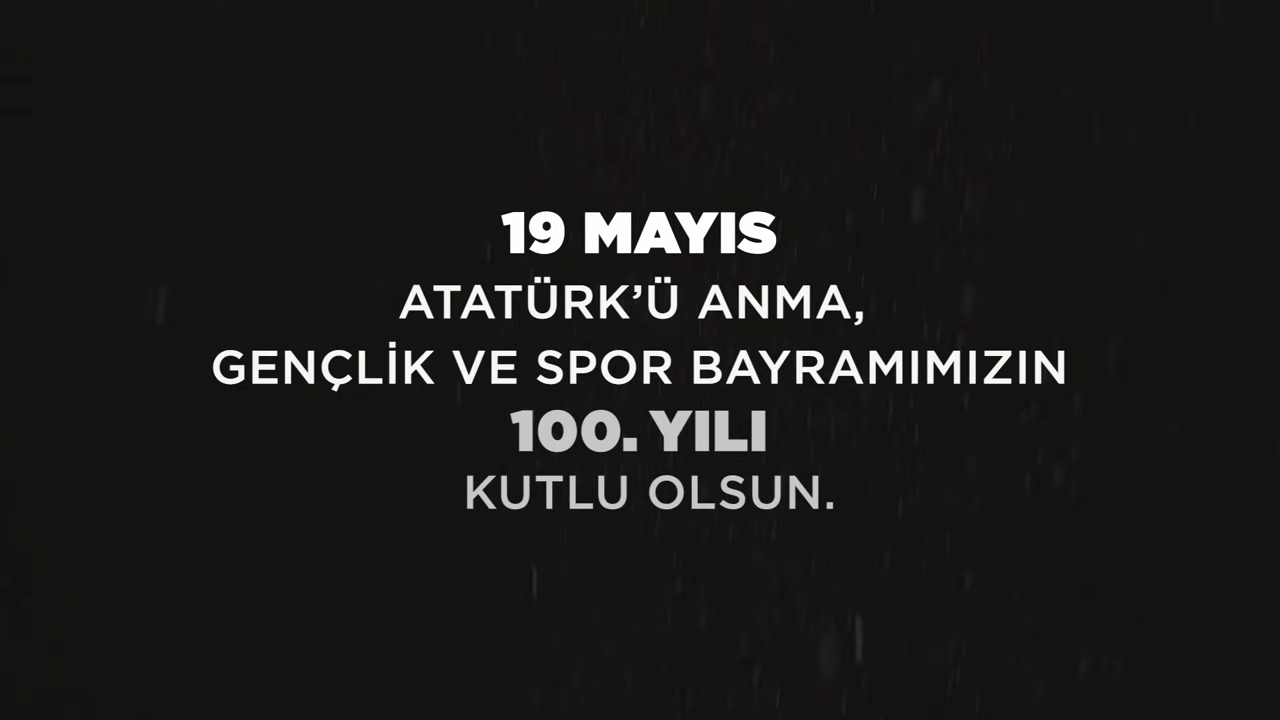 19 MAYIS
ATATÜRK’Ü ANMA,
GENÇLİK VE SPOR BAYRAMIMIZIN
100. YILI
KUTLU OLSUN.